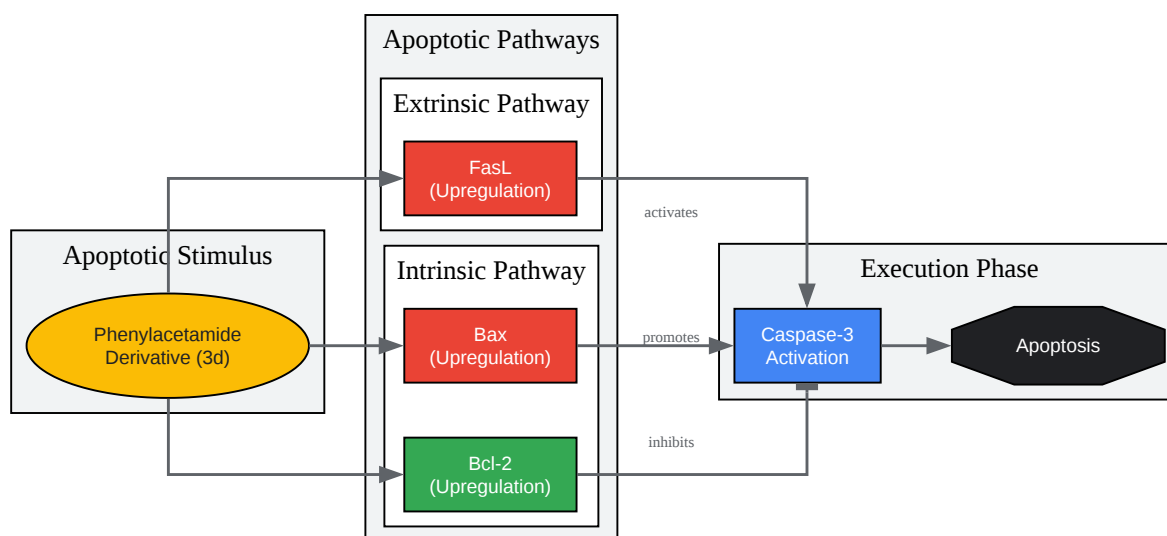 Apoptotic Pathways
Extrinsic Pathway
FasL
(Upregulation)
activates
Apoptotic Stimulus
Phenylacetamide
Derivative (3d)
Intrinsic Pathway
Bax
(Upregulation)
promotes
Bcl-2
(Upregulation)
inhibits
Execution Phase
Caspase-3
Activation
Apoptosis